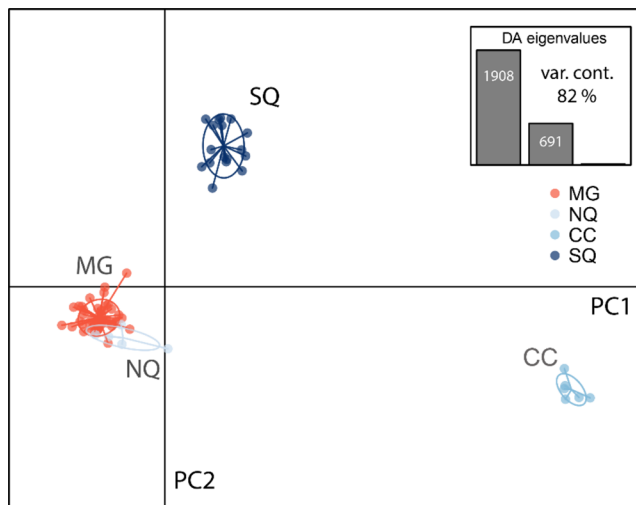 DA eigenvalues
1908
691
var. cont.
82 %
SQ
MG
NQ
CC
SQ
MG
NQ
PC1
CC
PC2